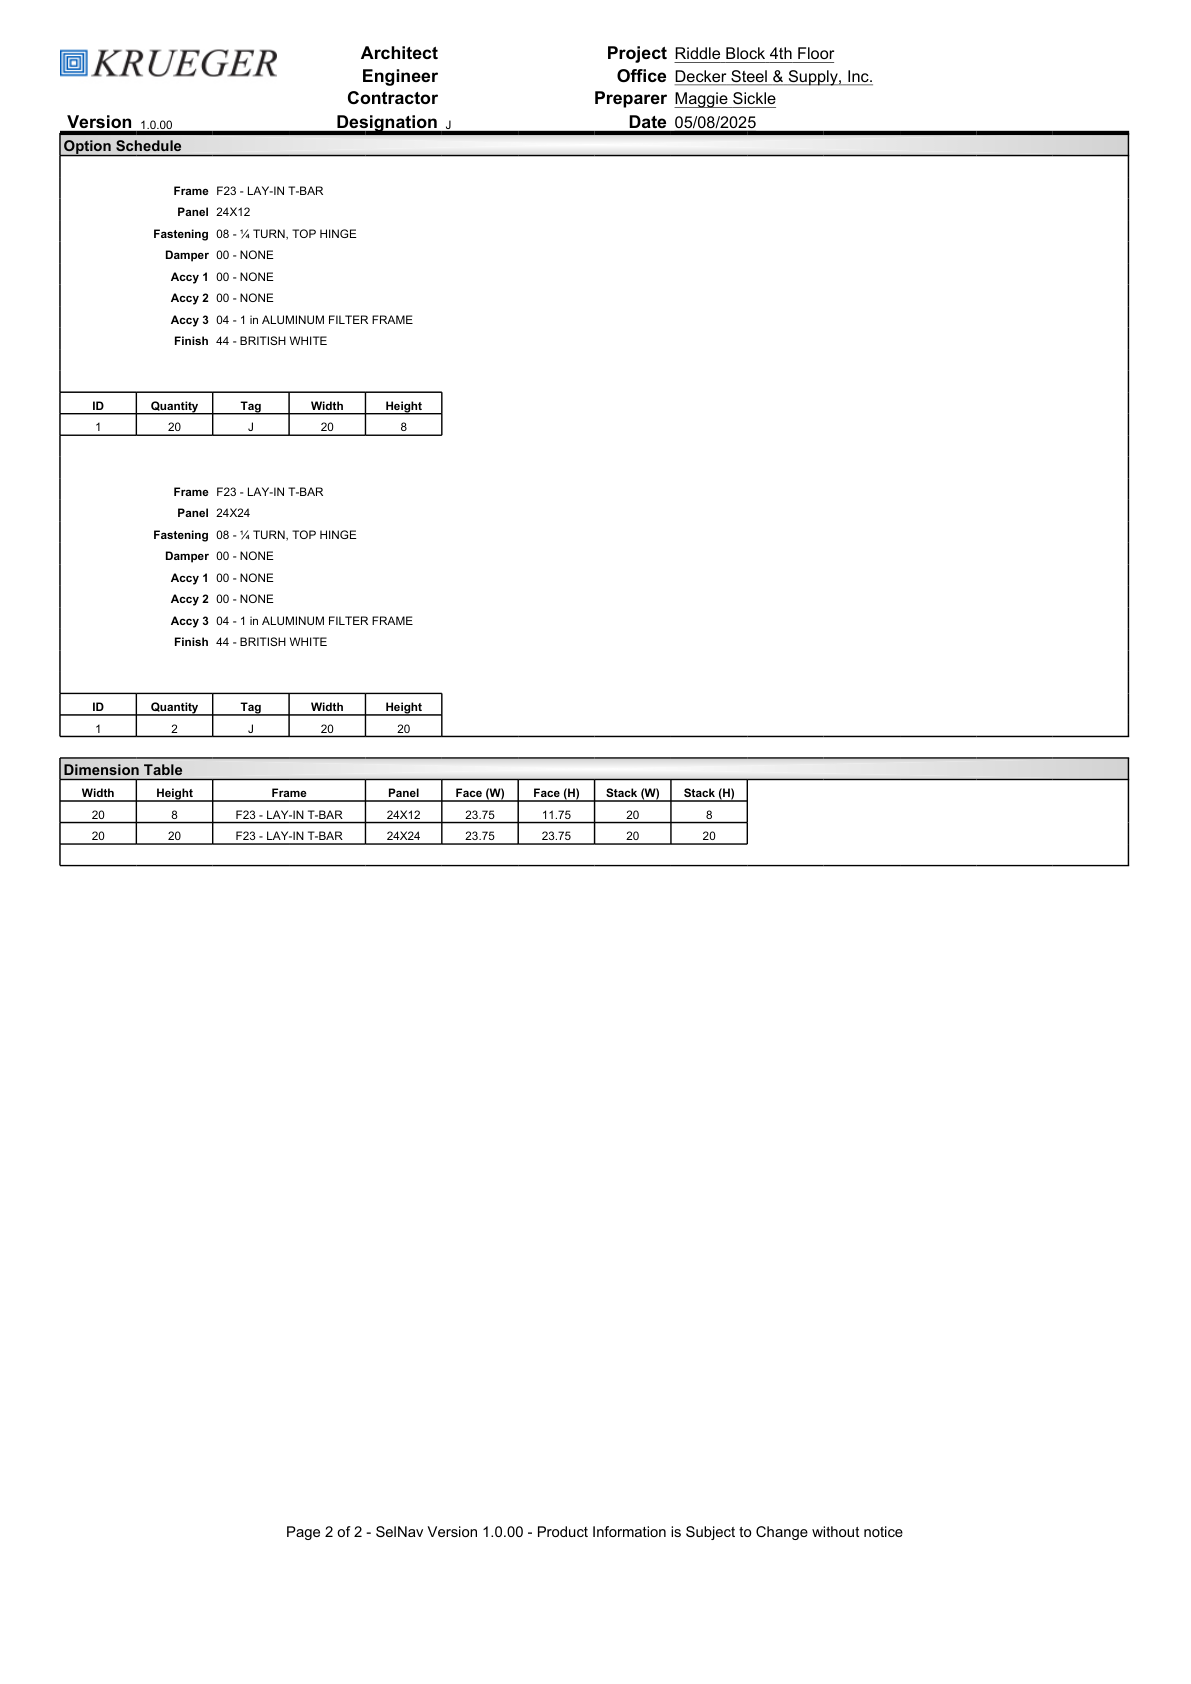 KRUEGER
Architect
Project Riddle Block 4th Floor
Engineer
Office Decker Steel & Supply, Inc.
Contractor
Preparer Maggie Sickle
Version 1.0.00
Designation J
Date 05/08/2025
Option Schedule
Frame F23 - LAY-IN T-BAR
Panel 24X12
Fastening 08 - ¼ TURN, TOP HINGE
Damper 00 - NONE
Accy 1 00 - NONE
Accy 2 00 - NONE
Accy 3 04 - 1 in ALUMINUM FILTER FRAME
Finish 44 - BRITISH WHITE
ID Quantity Tag Width Height
1 20 J 20 8
Frame F23 - LAY-IN T-BAR
Panel 24X24
Fastening 08 - ¼ TURN, TOP HINGE
Damper 00 - NONE
Accy 1 00 - NONE
Accy 2 00 - NONE
Accy 3 04 - 1 in ALUMINUM FILTER FRAME
Finish 44 - BRITISH WHITE
ID Quantity Tag Width Height
1 2 J 20 20
Dimension Table
Width Height Frame Panel Face (W) Face (H) Stack (W) Stack (H)
20 8 F23 - LAY-IN T-BAR 24X12 23.75 11.75 20 8
20 20 F23 - LAY-IN T-BAR 24X24 23.75 23.75 20 20
Page 2 of 2 - SelNav Version 1.0.00 - Product Information is Subject to Change without notice